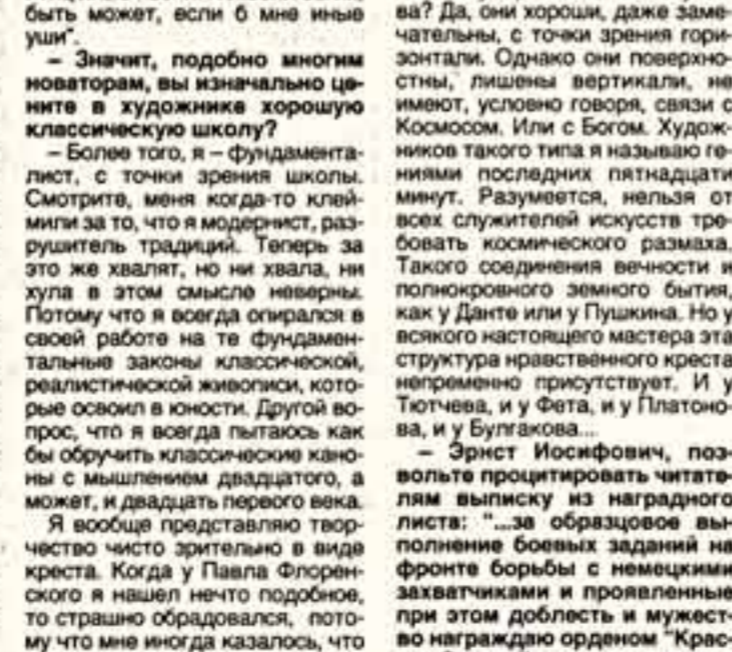 быть может, если б мне иные
уши".
– Значит, подобно многим
новаторам, вы изначально це-
ните в художнике хорошую
классическую школу?
– Более того, я – фундамента-
лист, с точки зрения школы.
Смотрите, меня когда-то клей-
мили за то, что я модернист, раз-
рушитель традиций. Теперь за
это же хвалят, но ни хвала, ни
хула в этом смысле неверны.
Потому что я всегда опирался в
своей работе на те фундамен-
тальные законы классической,
реалистической живописи, кото-
рые освоил в юности. Другой во-
прос, что я всегда пытаюсь как
бы обручить классические кано-
ны с мышлением двадцатого, а
может, и двадцать первого века.
Я вообще представляю твор-
чество чисто зрительно в виде
креста. Когда у Павла Флорен-
ского я нашел нечто подобное,
то страшно обрадовался, пото-
му что мне иногда казалось, что
ва? Да, они хороши, даже заме-
чательны, с точки зрения гори-
зонтали. Однако они поверхно-
стны, лишены вертикали, не
имеют, условно говоря, связи с
Космосом. Или с Богом. Худож-
ников такого типа я называю ге-
ниями последних пятнадцати
минут. Разумеется, нельзя от
всех служителей искусств тре-
бовать космического размаха.
Такого соединения вечности и
полнокровного земного бытия,
как у Данте или у Пушкина. Но у
всякого настоящего мастера эта
структура нравственного креста
непременно присутствует. И у
Тютчева, и у Фета, и у Платоно-
ва, и у Булгакова...
– Эрнст Иосифович, поз-
вольте процитировать читате-
лям выписку из наградного
листа: "...за образцовое вы-
полнение боевых заданий на
фронте борьбы с немецкими
захватчиками и проявленные
при этом доблесть и мужест-
во награждаю орденом "Крас-